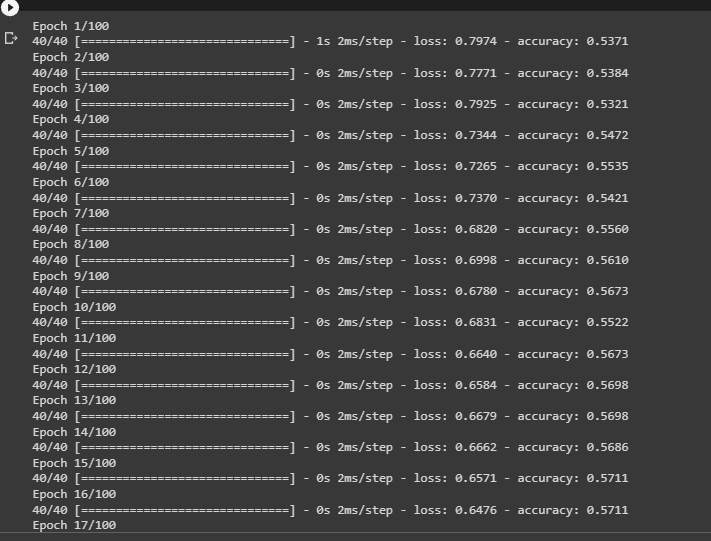 Epoch 1/100
40/40 [==============================] - 1s 2ms/step - loss: 0.7974 - accuracy: 0.5371
Epoch 2/100
40/40 [==============================] - 0s 2ms/step - loss: 0.7771 - accuracy: 0.5384
Epoch 3/100
40/40 [==============================] - 0s 2ms/step - loss: 0.7925 - accuracy: 0.5321
Epoch 4/100
40/40 [==============================] - 0s 2ms/step - loss: 0.7344 - accuracy: 0.5472
Epoch 5/100
40/40 [==============================] - 0s 2ms/step - loss: 0.7265 - accuracy: 0.5535
Epoch 6/100
40/40 [==============================] - 0s 2ms/step - loss: 0.7370 - accuracy: 0.5421
Epoch 7/100
40/40 [==============================] - 0s 2ms/step - loss: 0.6820 - accuracy: 0.5560
Epoch 8/100
40/40 [==============================] - 0s 2ms/step - loss: 0.6998 - accuracy: 0.5610
Epoch 9/100
40/40 [==============================] - 0s 2ms/step - loss: 0.6780 - accuracy: 0.5673
Epoch 10/100
40/40 [==============================] - 0s 2ms/step - loss: 0.6831 - accuracy: 0.5522
Epoch 11/100
40/40 [==============================] - 0s 2ms/step - loss: 0.6640 - accuracy: 0.5673
Epoch 12/100
40/40 [==============================] - 0s 2ms/step - loss: 0.6584 - accuracy: 0.5698
Epoch 13/100
40/40 [==============================] - 0s 2ms/step - loss: 0.6679 - accuracy: 0.5698
Epoch 14/100
40/40 [==============================] - 0s 2ms/step - loss: 0.6662 - accuracy: 0.5686
Epoch 15/100
40/40 [==============================] - 0s 2ms/step - loss: 0.6571 - accuracy: 0.5711
Epoch 16/100
40/40 [==============================] - 0s 2ms/step - loss: 0.6476 - accuracy: 0.5711
Epoch 17/100